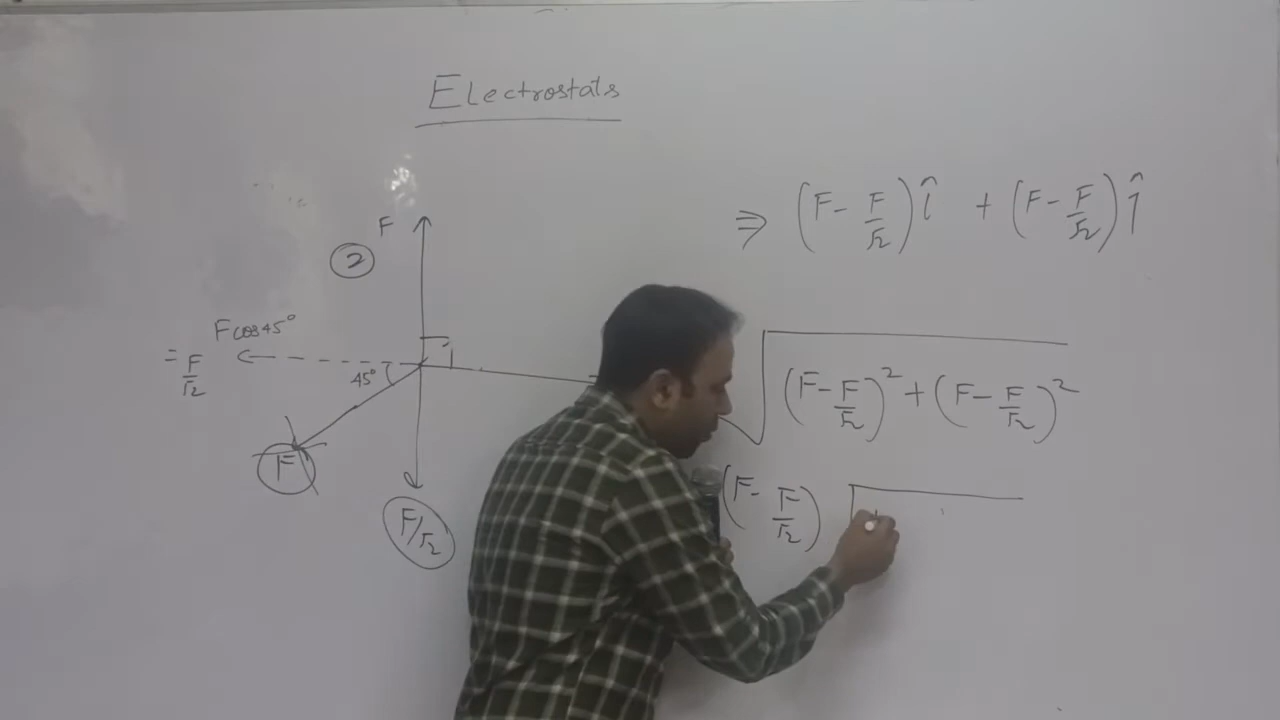 Electrostats
⇒ (F - F/√2) î + (F - F/√2) ĵ
F
2
F cos 45°
= F/√2
45°
√((F - F/√2)² + (F - F/√2)²)
F
(F - F/√2) √
F/√2